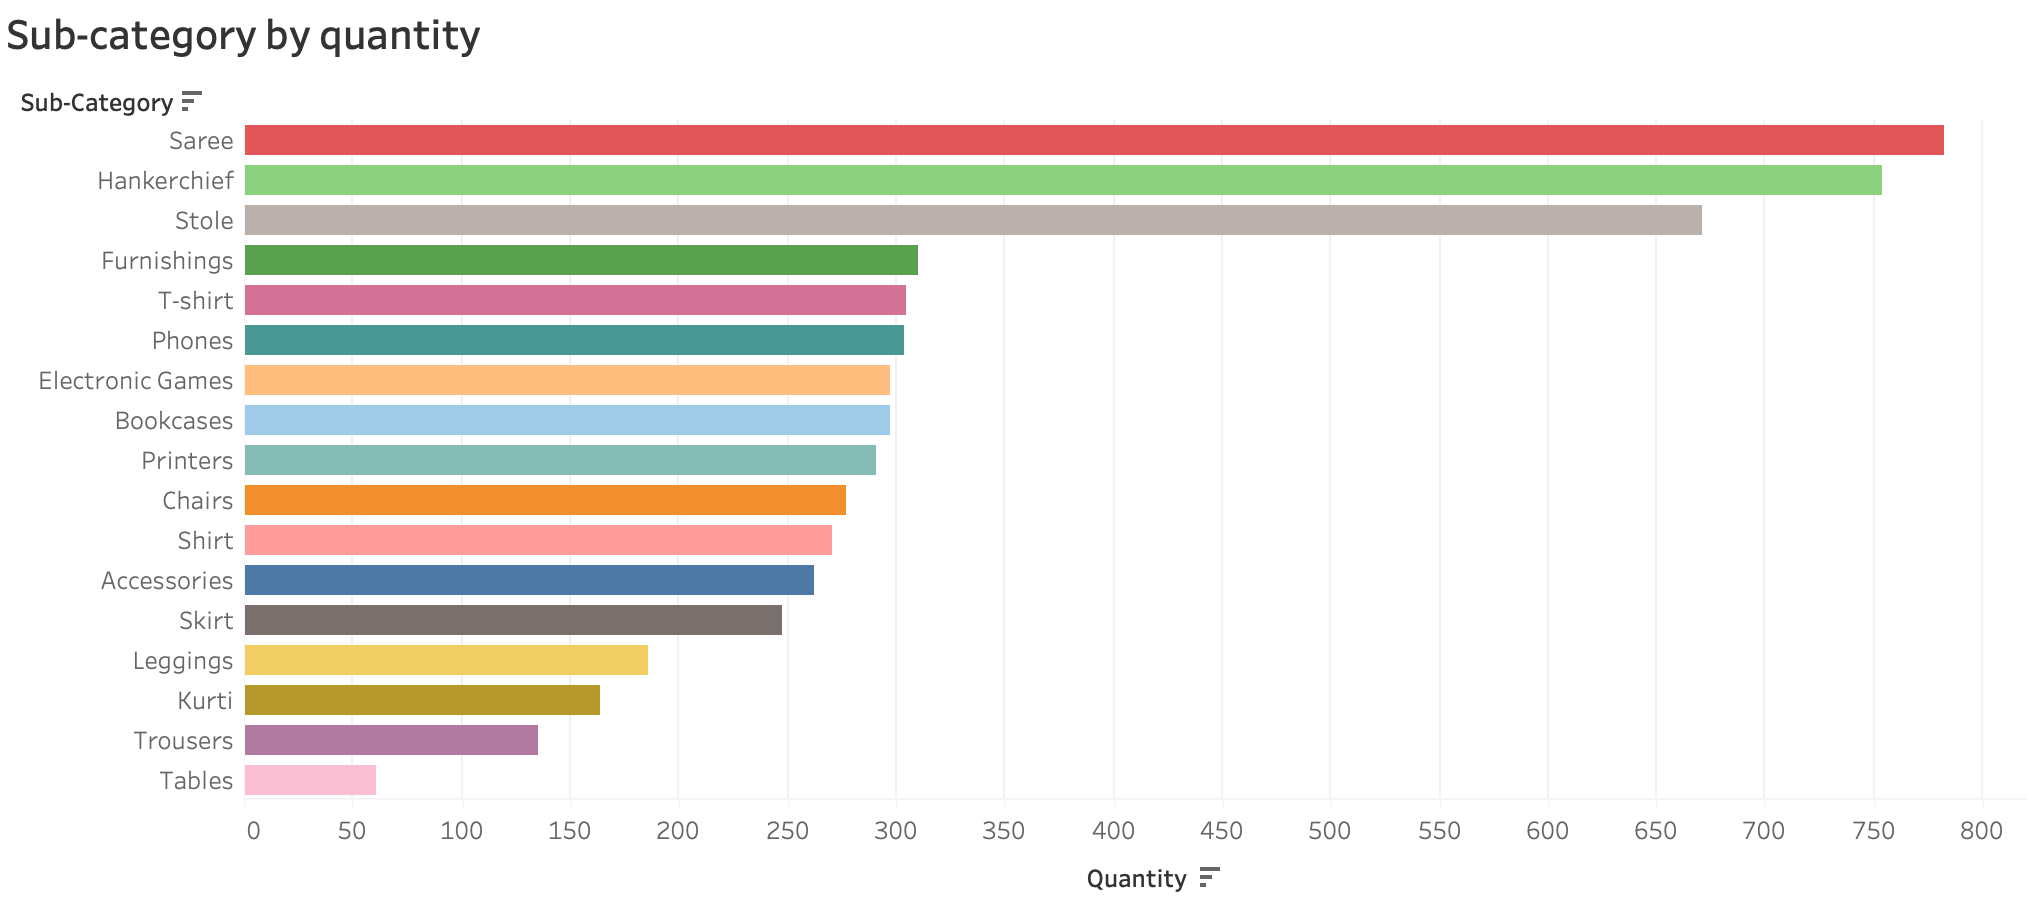 Sub-category by quantity
Sub-Category
Saree
Hankerchief
Stole
Furnishings
T-shirt
Phones
Electronic Games
Bookcases
Printers
Chairs
Shirt
Accessories
Skirt
Leggings
Kurti
Trousers
Tables
0 50 100 150 200 250 300 350 400 450 500 550 600 650 700 750 800
Quantity